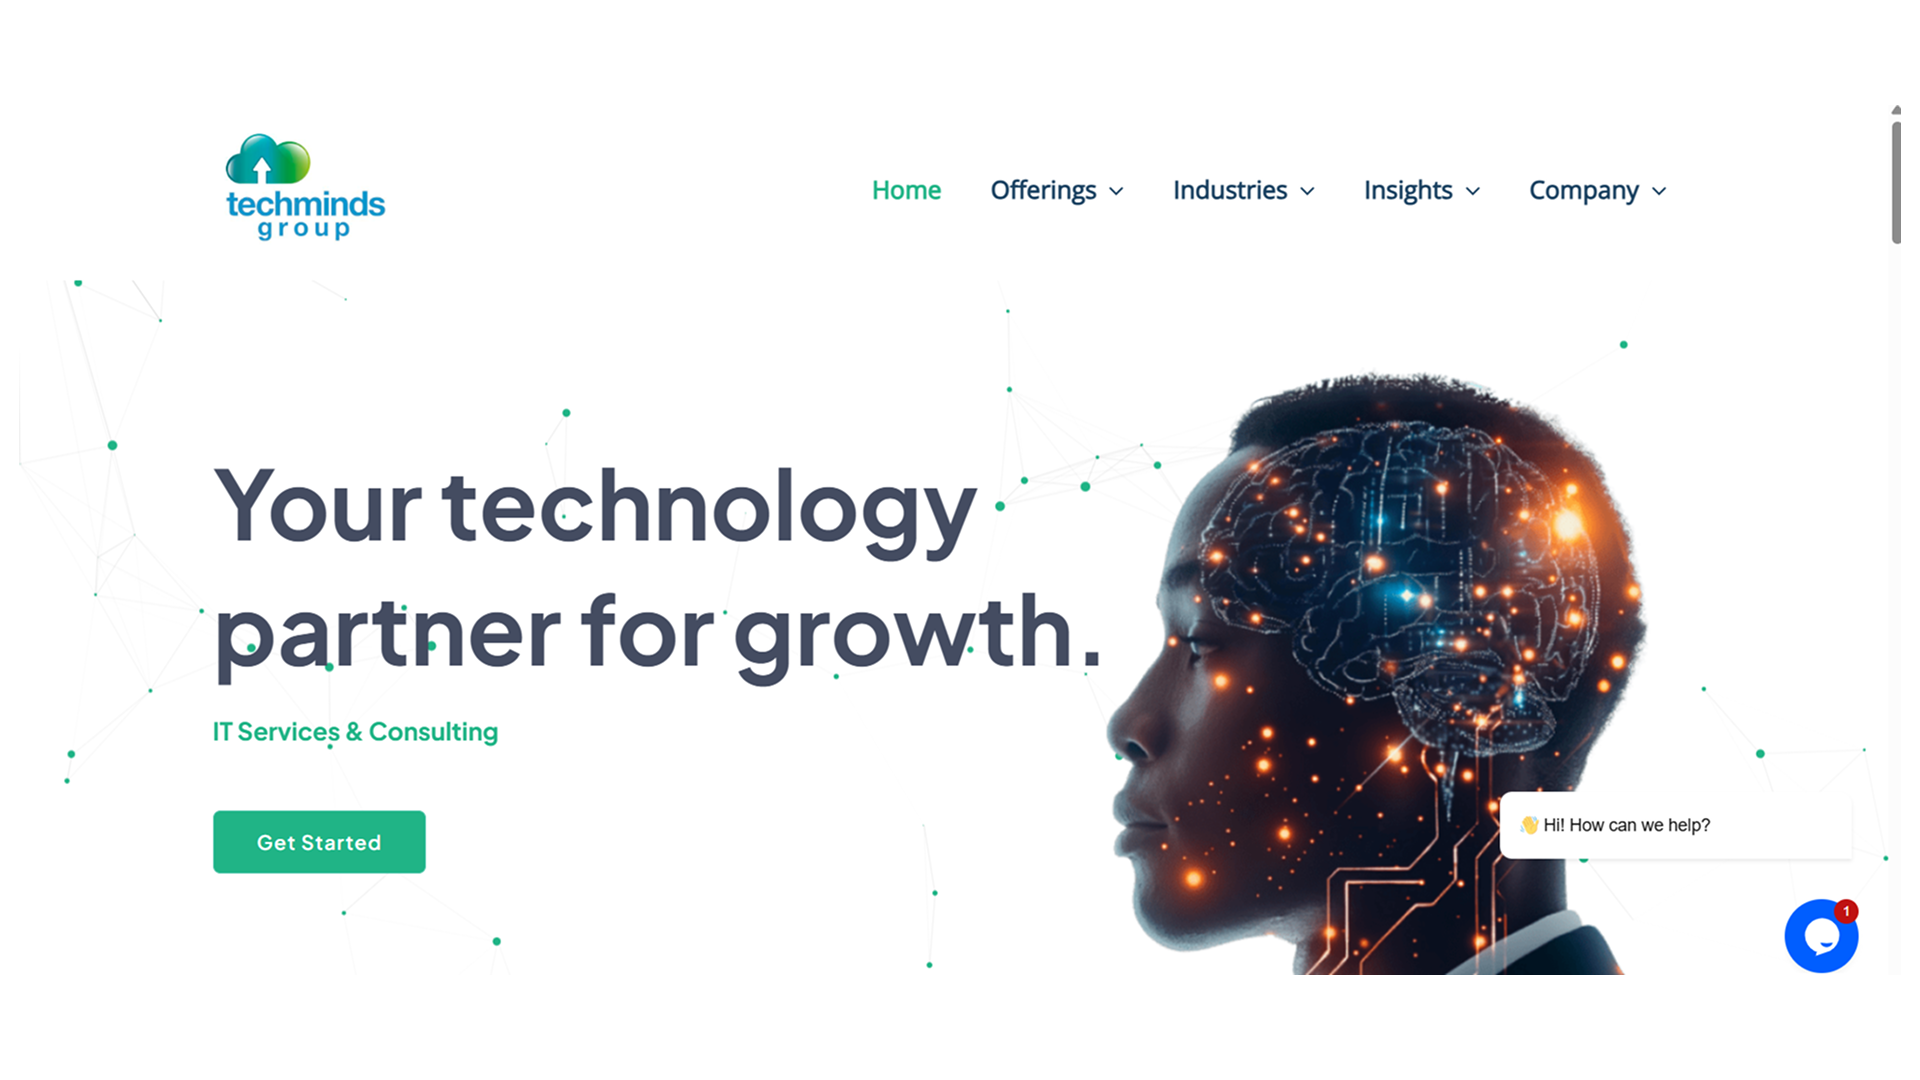 techminds
group
Home
Offerings
Industries
Insights
Company
Your technology
partner for growth.
IT Services & Consulting
Get Started
👋 Hi! How can we help?
1